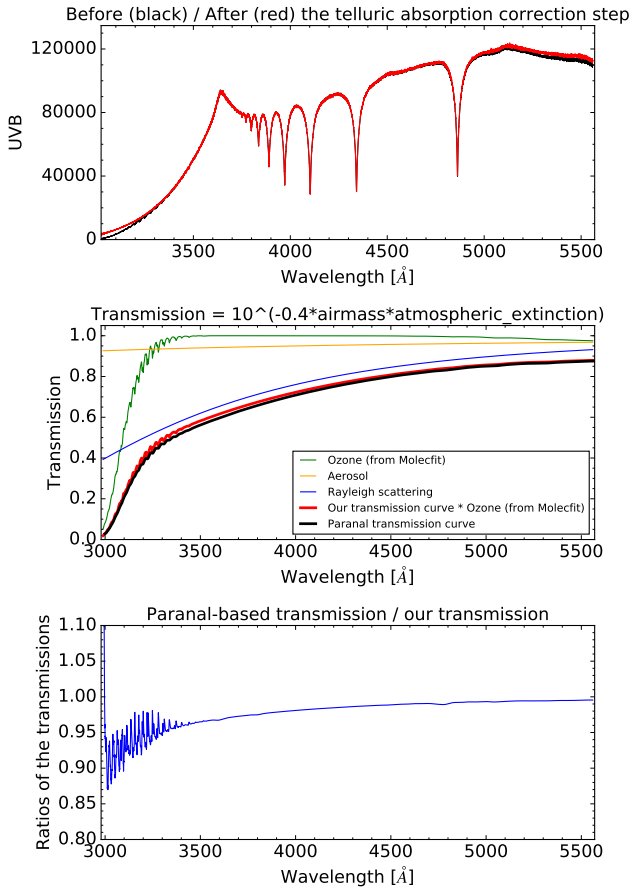 Before (black) / After (red) the telluric absorption correction step
120000
80000
40000
0
UVB
3500 4000 4500 5000 5500
Wavelength [Å]
Transmission = 10^(-0.4*airmass*atmospheric_extinction)
1.0
0.8
0.6
0.4
0.2
0.0
Transmission
Ozone (from Molecfit)
Aerosol
Rayleigh scattering
Our transmission curve * Ozone (from Molecfit)
Paranal transmission curve
3000 3500 4000 4500 5000 5500
Wavelength [Å]
Paranal-based transmission / our transmission
1.10
1.05
1.00
0.95
0.90
0.85
0.80
Ratios of the transmissions
3000 3500 4000 4500 5000 5500
Wavelength [Å]